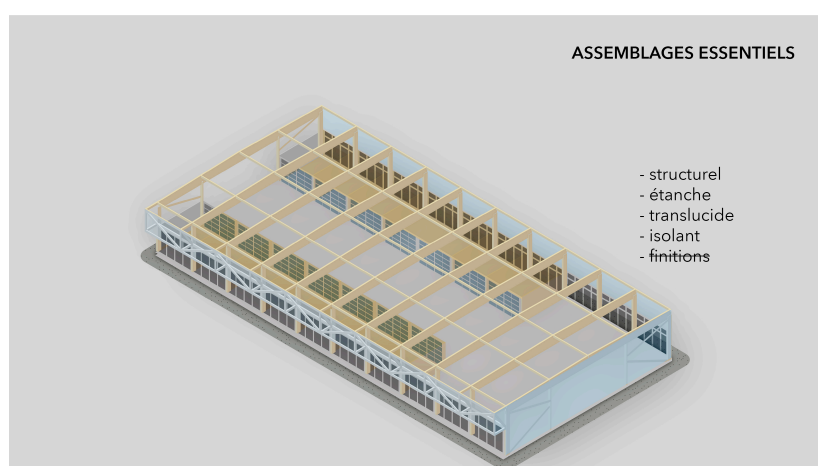 ASSEMBLAGES ESSENTIELS
- structurel
- étanche
- translucide
- isolant
- finitions